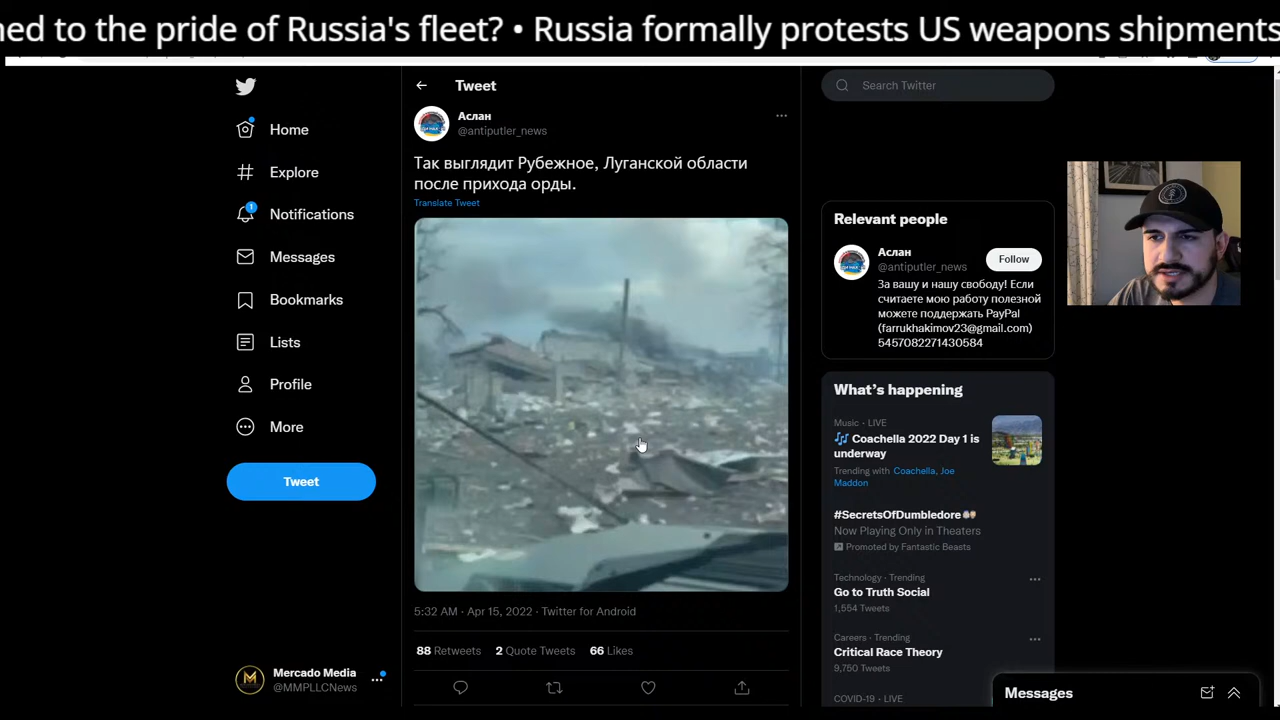 ned to the pride of Russia's fleet? • Russia formally protests US weapons shipments
Home
Explore
Notifications
1
Messages
Bookmarks
Lists
Profile
More
Tweet
Mercado Media
@MMPLLCNews
Tweet
Аслан
@antiputler_news
Так выглядит Рубежное, Луганской области
после прихода орды.
Translate Tweet
5:32 AM · Apr 15, 2022 · Twitter for Android
88 Retweets 2 Quote Tweets 66 Likes
Search Twitter
Relevant people
Аслан
@antiputler_news
Follow
За вашу и нашу свободу! Если
считаете мою работу полезной
можете поддержать PayPal
(farrukhakimov23@gmail.com)
5457082271430584
What's happening
Music · LIVE
Coachella 2022 Day 1 is
underway
Trending with Coachella, Joe
Maddon
#SecretsOfDumbledore
Now Playing Only in Theaters
Promoted by Fantastic Beasts
Technology · Trending
Go to Truth Social
1,554 Tweets
Careers · Trending
Critical Race Theory
9,750 Tweets
COVID-19 · LIVE
Messages